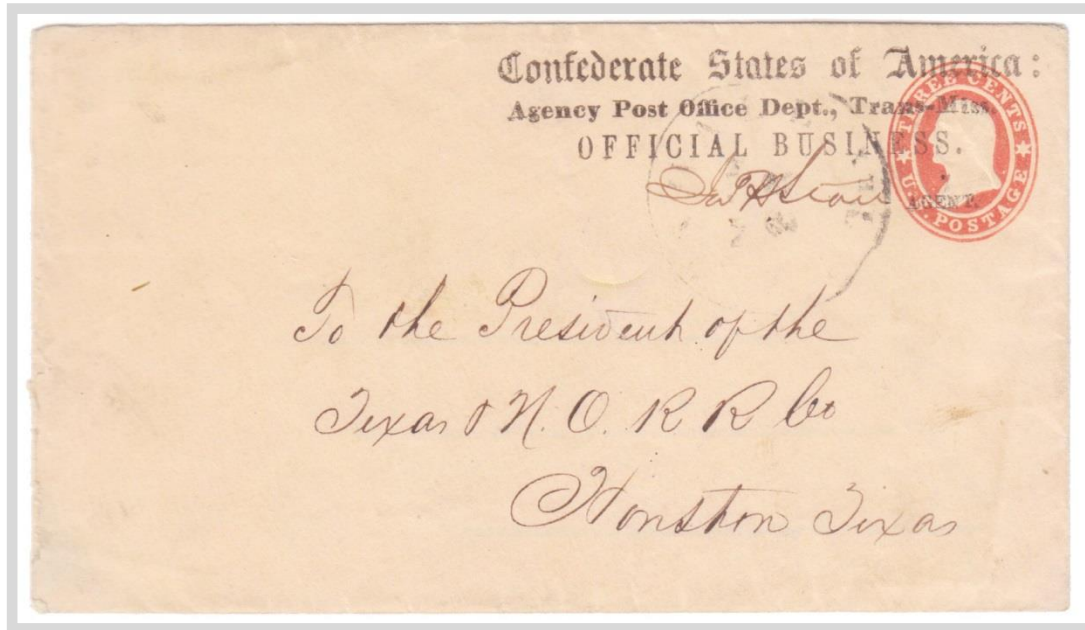 Confederate States of America:
Agency Post Office Dept., Trans-Miss.
OFFICIAL BUSINESS.
THREE CENTS
U.S. POSTAGE
AGENT.
To the President of the
Texas & N. O. R R Co
Houston Texas